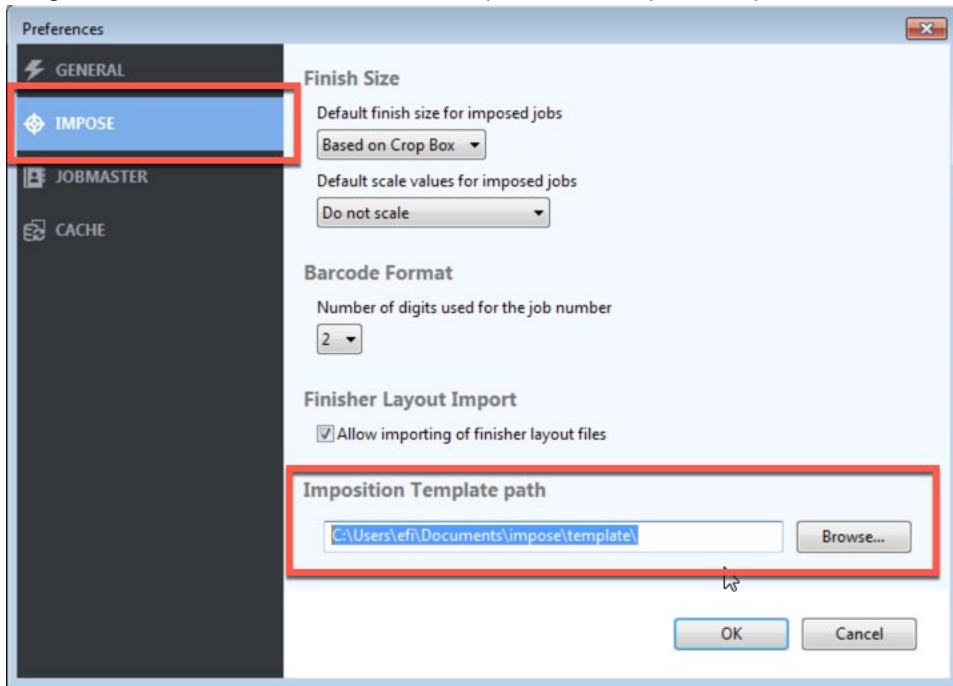 Preferences
GENERAL
IMPOSE
JOBMASTER
CACHE
Finish Size
Default finish size for imposed jobs
Based on Crop Box
Default scale values for imposed jobs
Do not scale
Barcode Format
Number of digits used for the job number
2
Finisher Layout Import
Allow importing of finisher layout files
Imposition Template path
C:\Users\efi\Documents\impose\template\
Browse...
OK
Cancel